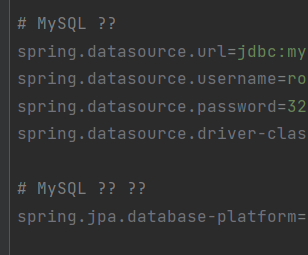 # MySQL ??
spring.datasource.url=jdbc:my
spring.datasource.username=ro
spring.datasource.password=32
spring.datasource.driver-clas
# MySQL ?? ??
spring.jpa.database-platform=